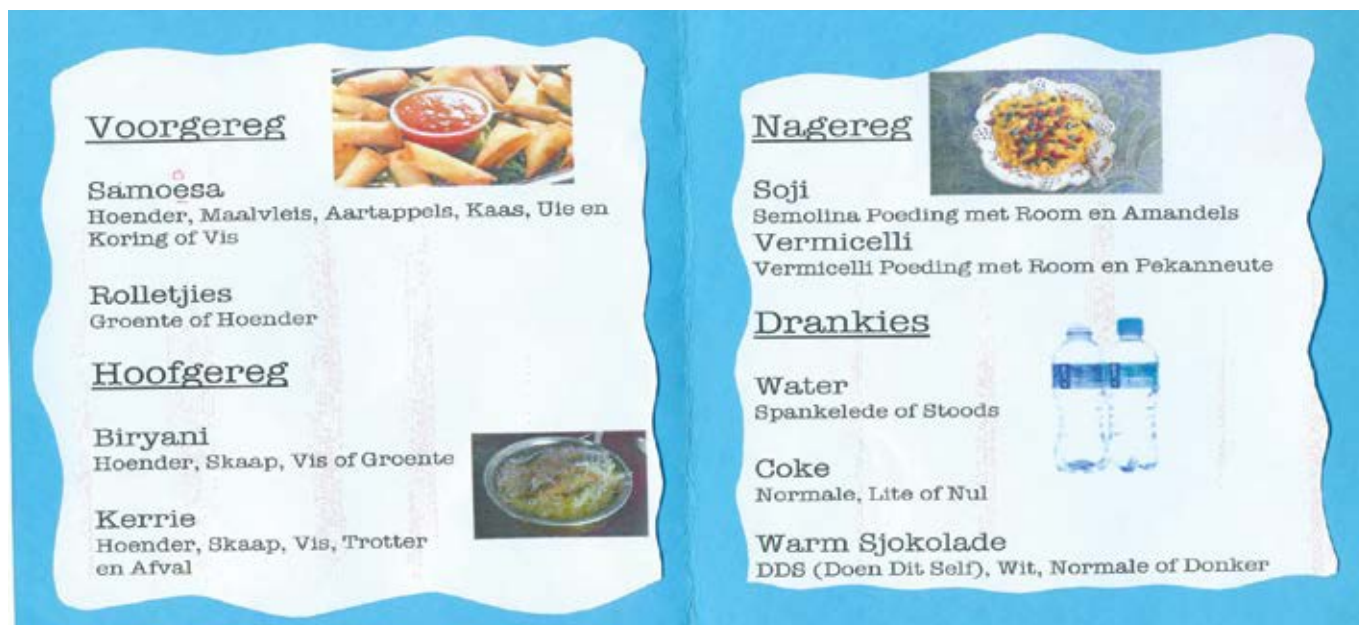 Voorgereg
Samoesa
Hoender, Maalvleis, Aartappels, Kaas, Uie en
Koring of Vis
Rolletjies
Groente of Hoender
Hoofgereg
Biryani
Hoender, Skaap, Vis of Groente
Kerrie
Hoender, Skaap, Vis, Trotter
en Afval
Nagereg
Soji
Semolina Poeding met Room en Amandels
Vermicelli
Vermicelli Poeding met Room en Pekanneute
Drankies
Water
Spankelede of Stoods
Coke
Normale, Lite of Nul
Warm Sjokolade
DDS (Doen Dit Self), Wit, Normale of Donker